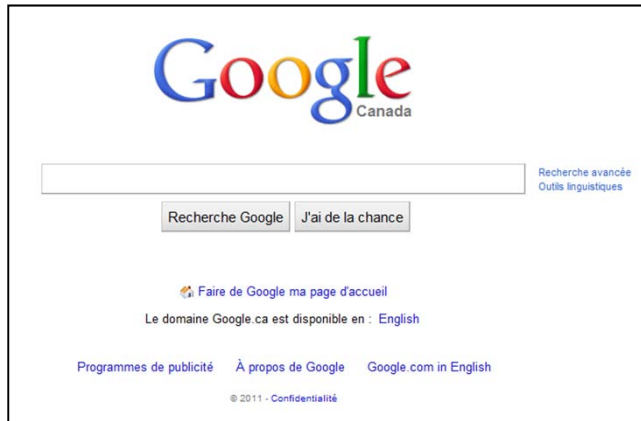 Google
Canada
Recherche avancée
Outils linguistiques
Recherche Google J'ai de la chance
Faire de Google ma page d'accueil
Le domaine Google.ca est disponible en : English
Programmes de publicité À propos de Google Google.com in English
© 2011 - Confidentialité